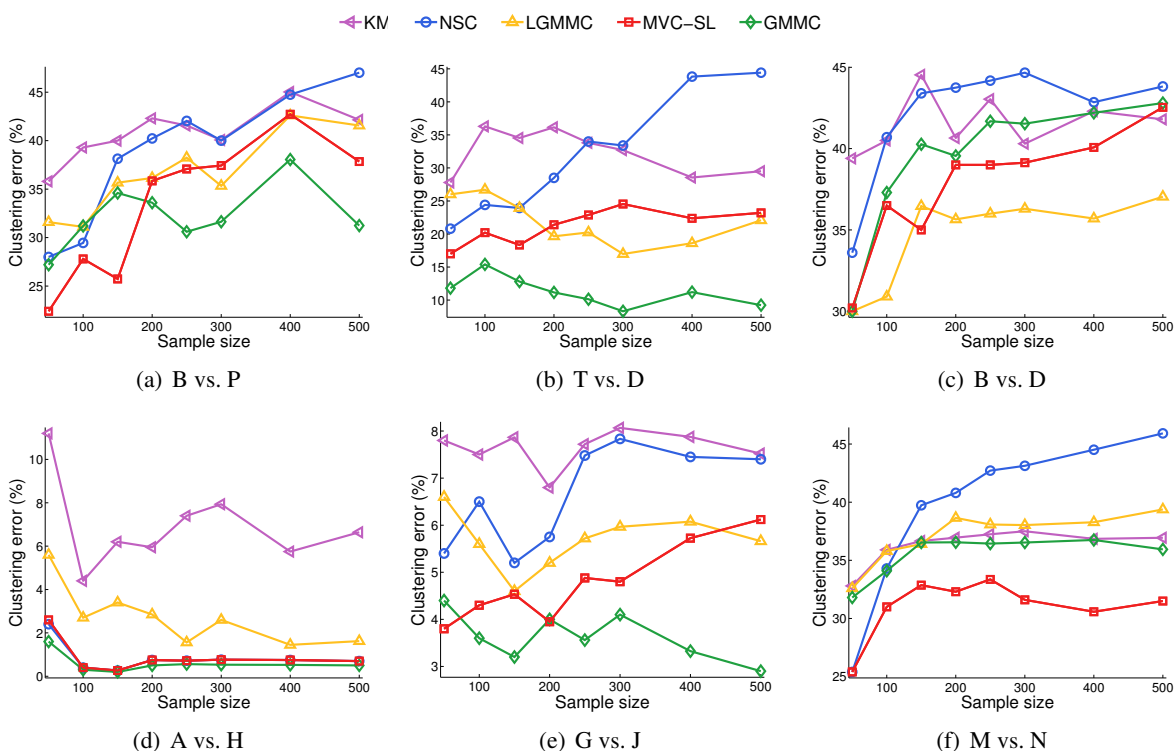 KM NSC LGMMC MVC−SL GMMC
Clustering error (%)
45
40
35
30
25
100 200 300 400 500
Sample size
(a) B vs. P
Clustering error (%)
45
40
35
30
25
20
15
10
100 200 300 400 500
Sample size
(b) T vs. D
Clustering error (%)
45
40
35
30
100 200 300 400 500
Sample size
(c) B vs. D
Clustering error (%)
10
8
6
4
2
0
100 200 300 400 500
Sample size
(d) A vs. H
Clustering error (%)
8
7
6
5
4
3
100 200 300 400 500
Sample size
(e) G vs. J
Clustering error (%)
45
40
35
30
25
100 200 300 400 500
Sample size
(f) M vs. N